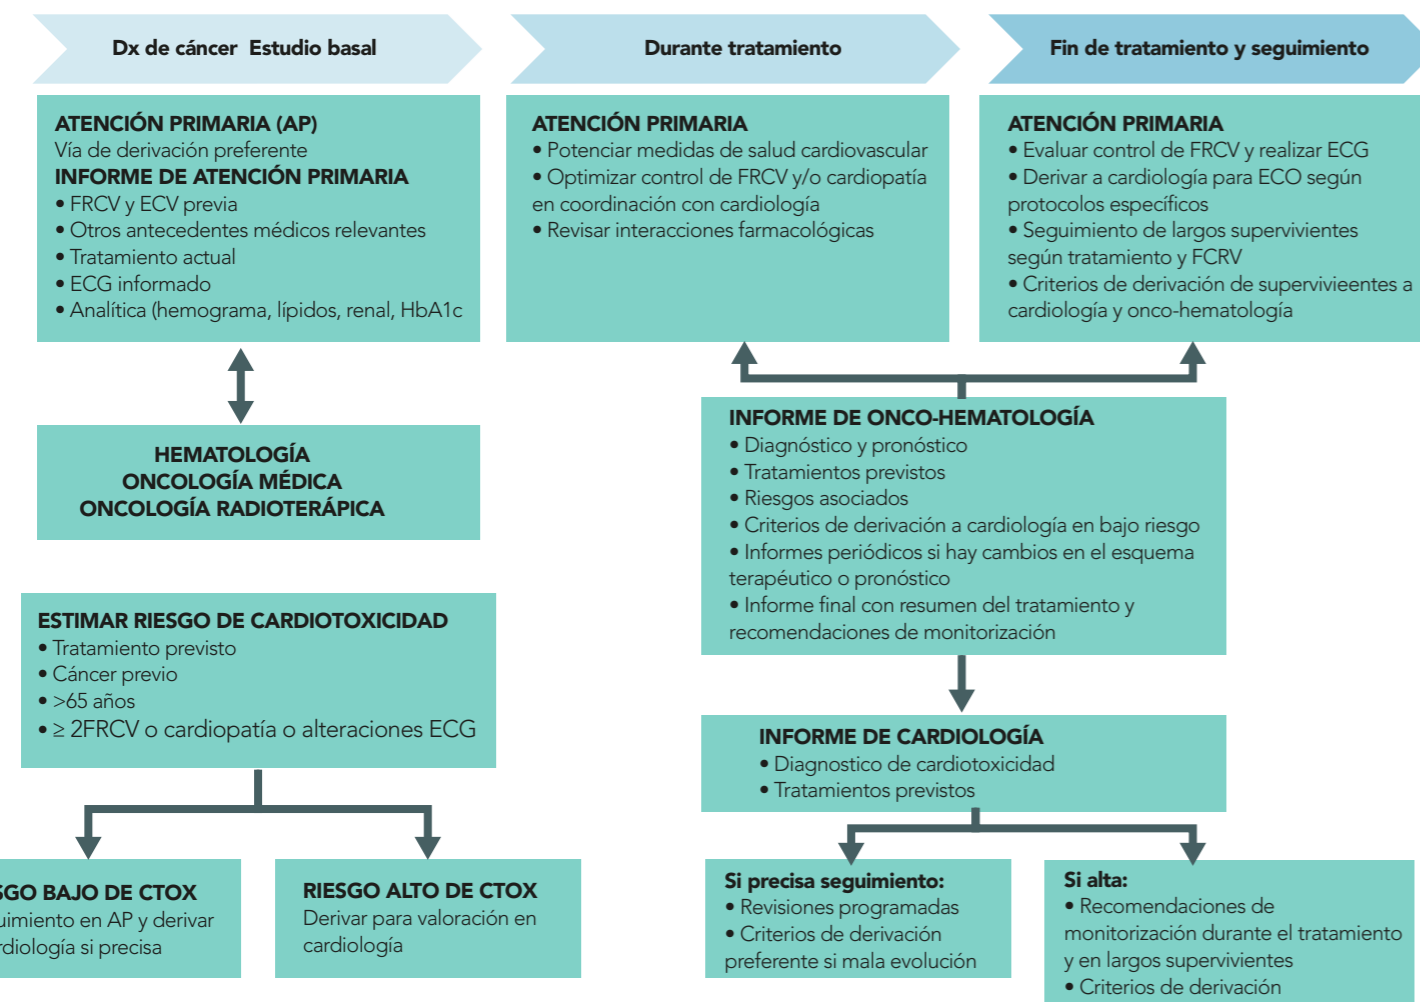 Dx de cáncer  Estudio basal
Durante tratamiento
Fin de tratamiento y seguimiento
ATENCIÓN PRIMARIA (AP)
Vía de derivación preferente
INFORME DE ATENCIÓN PRIMARIA
• FRCV y ECV previa
• Otros antecedentes médicos relevantes
• Tratamiento actual
• ECG informado
• Analítica (hemograma, lípidos, renal, HbA1c
ATENCIÓN PRIMARIA
• Potenciar medidas de salud cardiovascular
• Optimizar control de FRCV y/o cardiopatía
en coordinación con cardiología
• Revisar interacciones farmacológicas
ATENCIÓN PRIMARIA
• Evaluar control de FRCV y realizar ECG
• Derivar a cardiología para ECO según
protocolos específicos
• Seguimiento de largos supervivientes
según tratamiento y FCRV
• Criterios de derivación de supervivieentes a
cardiología y onco-hematología
HEMATOLOGÍA
ONCOLOGÍA MÉDICA
ONCOLOGÍA RADIOTERÁPICA
INFORME DE ONCO-HEMATOLOGÍA
• Diagnóstico y pronóstico
• Tratamientos previstos
• Riesgos asociados
• Criterios de derivación a cardiología en bajo riesgo
• Informes periódicos si hay cambios en el esquema
terapéutico o pronóstico
• Informe final con resumen del tratamiento y
recomendaciones de monitorización
ESTIMAR RIESGO DE CARDIOTOXICIDAD
• Tratamiento previsto
• Cáncer previo
• >65 años
• ≥ 2FRCV o cardiopatía o alteraciones ECG
INFORME DE CARDIOLOGÍA
• Diagnostico de cardiotoxicidad
• Tratamientos previstos
BAJO DE CTOX
en AP y derivar
si precisa
RIESGO ALTO DE CTOX
Derivar para valoración en
cardiología
Si precisa seguimiento:
• Revisiones programadas
• Criterios de derivación
preferente si mala evolución
Si alta:
• Recomendaciones de
monitorización durante el tratamiento
y en largos supervivientes
• Criterios de derivación